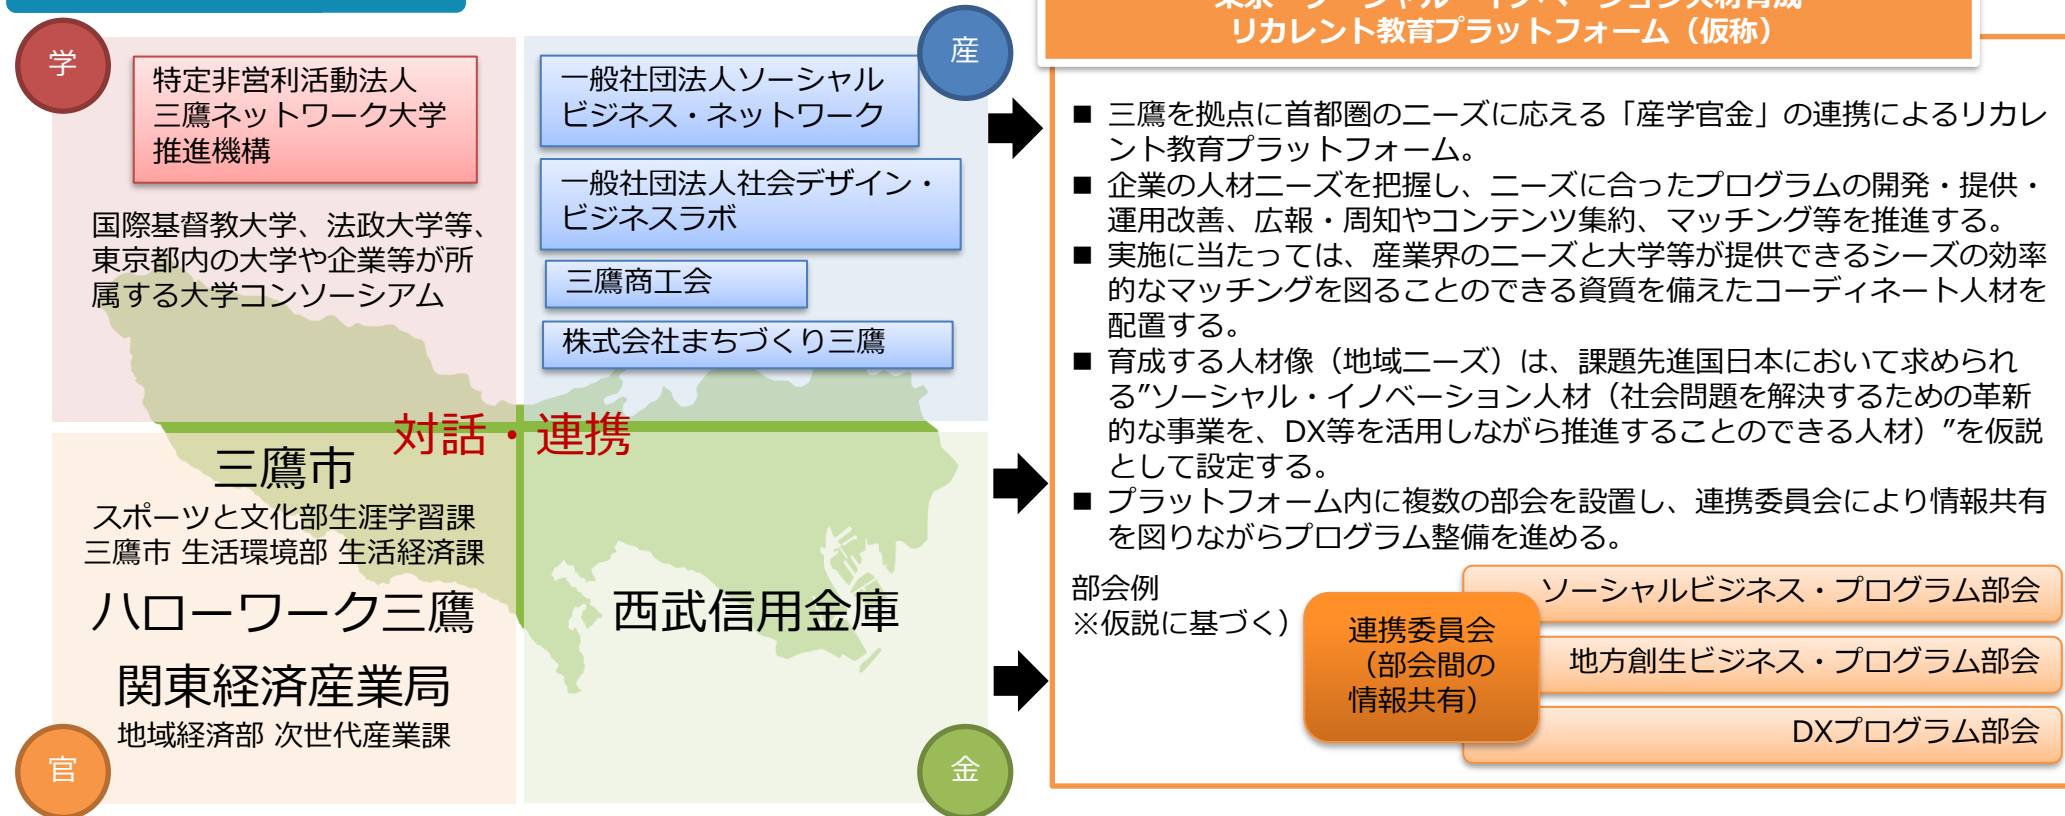 学
特定非営利活動法人
三鷹ネットワーク大学
推進機構
国際基督教大学、法政大学等、
東京都内の大学や企業等が所
属する大学コンソーシアム
産
一般社団法人ソーシャル
ビジネス・ネットワーク
一般社団法人社会デザイン・
ビジネスラボ
三鷹商工会
株式会社まちづくり三鷹
対話・連携
三鷹市
スポーツと文化部生涯学習課
三鷹市 生活環境部 生活経済課
ハローワーク三鷹
関東経済産業局
地域経済部 次世代産業課
官
西武信用金庫
金
東京 ソーシャル・イノベーション人材育成
リカレント教育プラットフォーム（仮称）
■ 三鷹を拠点に首都圏のニーズに応える「産学官金」の連携によるリカレ
ント教育プラットフォーム。
■ 企業の人材ニーズを把握し、ニーズに合ったプログラムの開発・提供・
運用改善、広報・周知やコンテンツ集約、マッチング等を推進する。
■ 実施に当たっては、産業界のニーズと大学等が提供できるシーズの効率
的なマッチングを図ることのできる資質を備えたコーディネート人材を
配置する。
■ 育成する人材像（地域ニーズ）は、課題先進国日本において求められ
る”ソーシャル・イノベーション人材（社会問題を解決するための革新
的な事業を、DX等を活用しながら推進することのできる人材）”を仮説
として設定する。
■ プラットフォーム内に複数の部会を設置し、連携委員会により情報共有
を図りながらプログラム整備を進める。
部会例
※仮説に基づく）
連携委員会
（部会間の
情報共有）
ソーシャルビジネス・プログラム部会
地方創生ビジネス・プログラム部会
DXプログラム部会